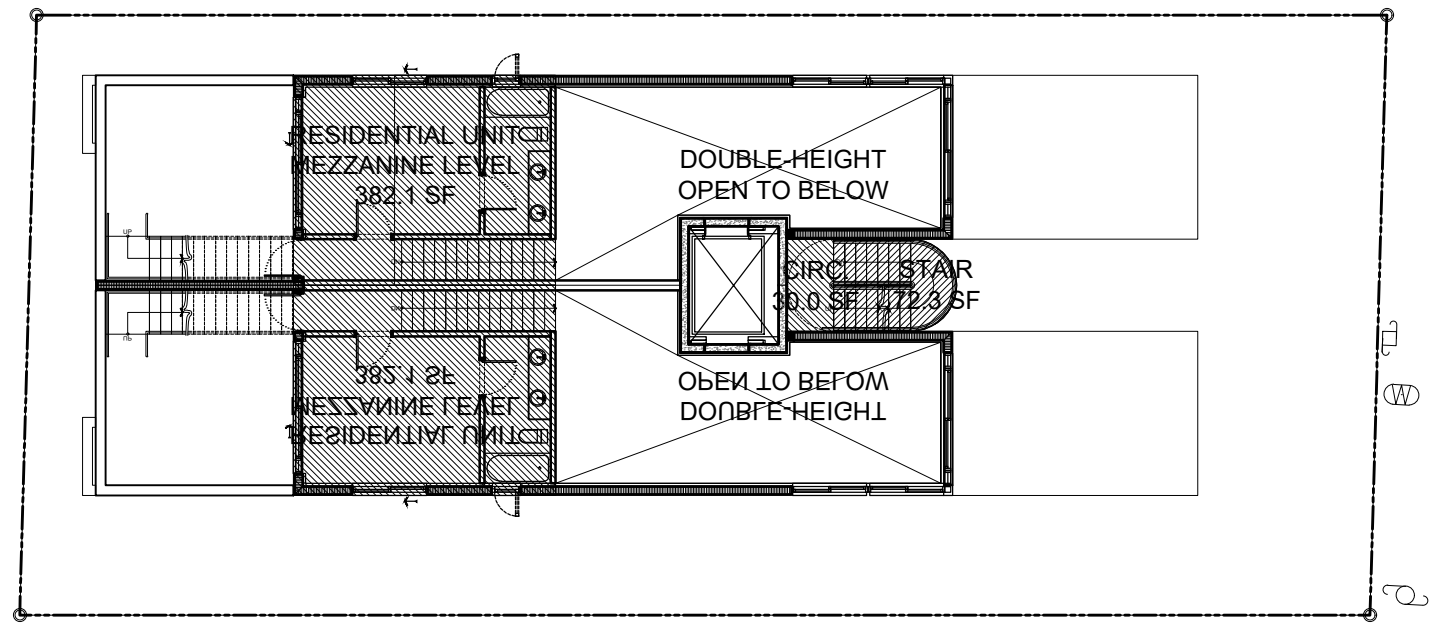 RESIDENTIAL UNIT
MEZZANINE LEVEL
382.1 SF
DOUBLE-HEIGHT
OPEN TO BELOW
UP
CIRC.
30.0 SF
STAIR
72.3 SF
UP
382.1 SF
MEZZANINE LEVEL
RESIDENTIAL UNIT
OPEN TO BELOW
DOUBLE-HEIGHT
W